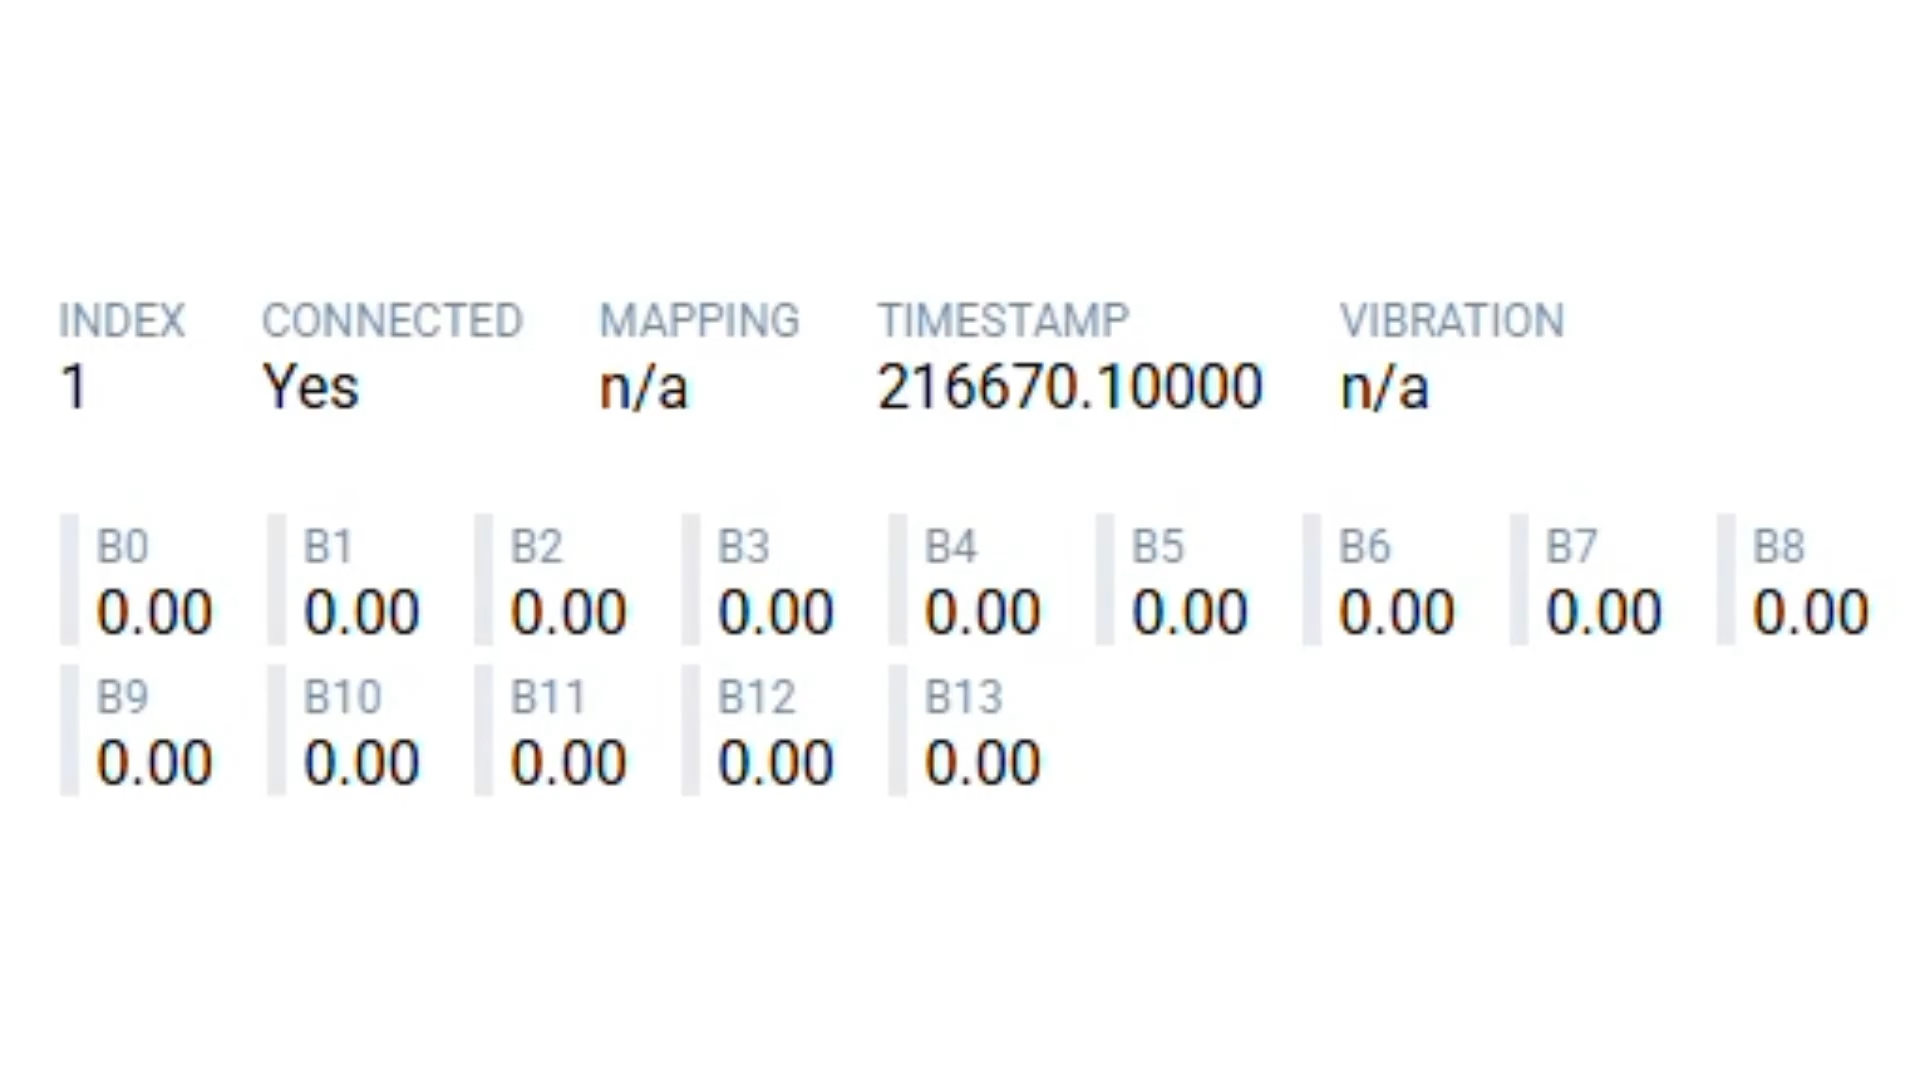 INDEX CONNECTED MAPPING TIMESTAMP VIBRATION
1 Yes n/a 216670.10000 n/a
B0 B1 B2 B3 B4 B5 B6 B7 B8
0.00 0.00 0.00 0.00 0.00 0.00 0.00 0.00 0.00
B9 B10 B11 B12 B13
0.00 0.00 0.00 0.00 0.00